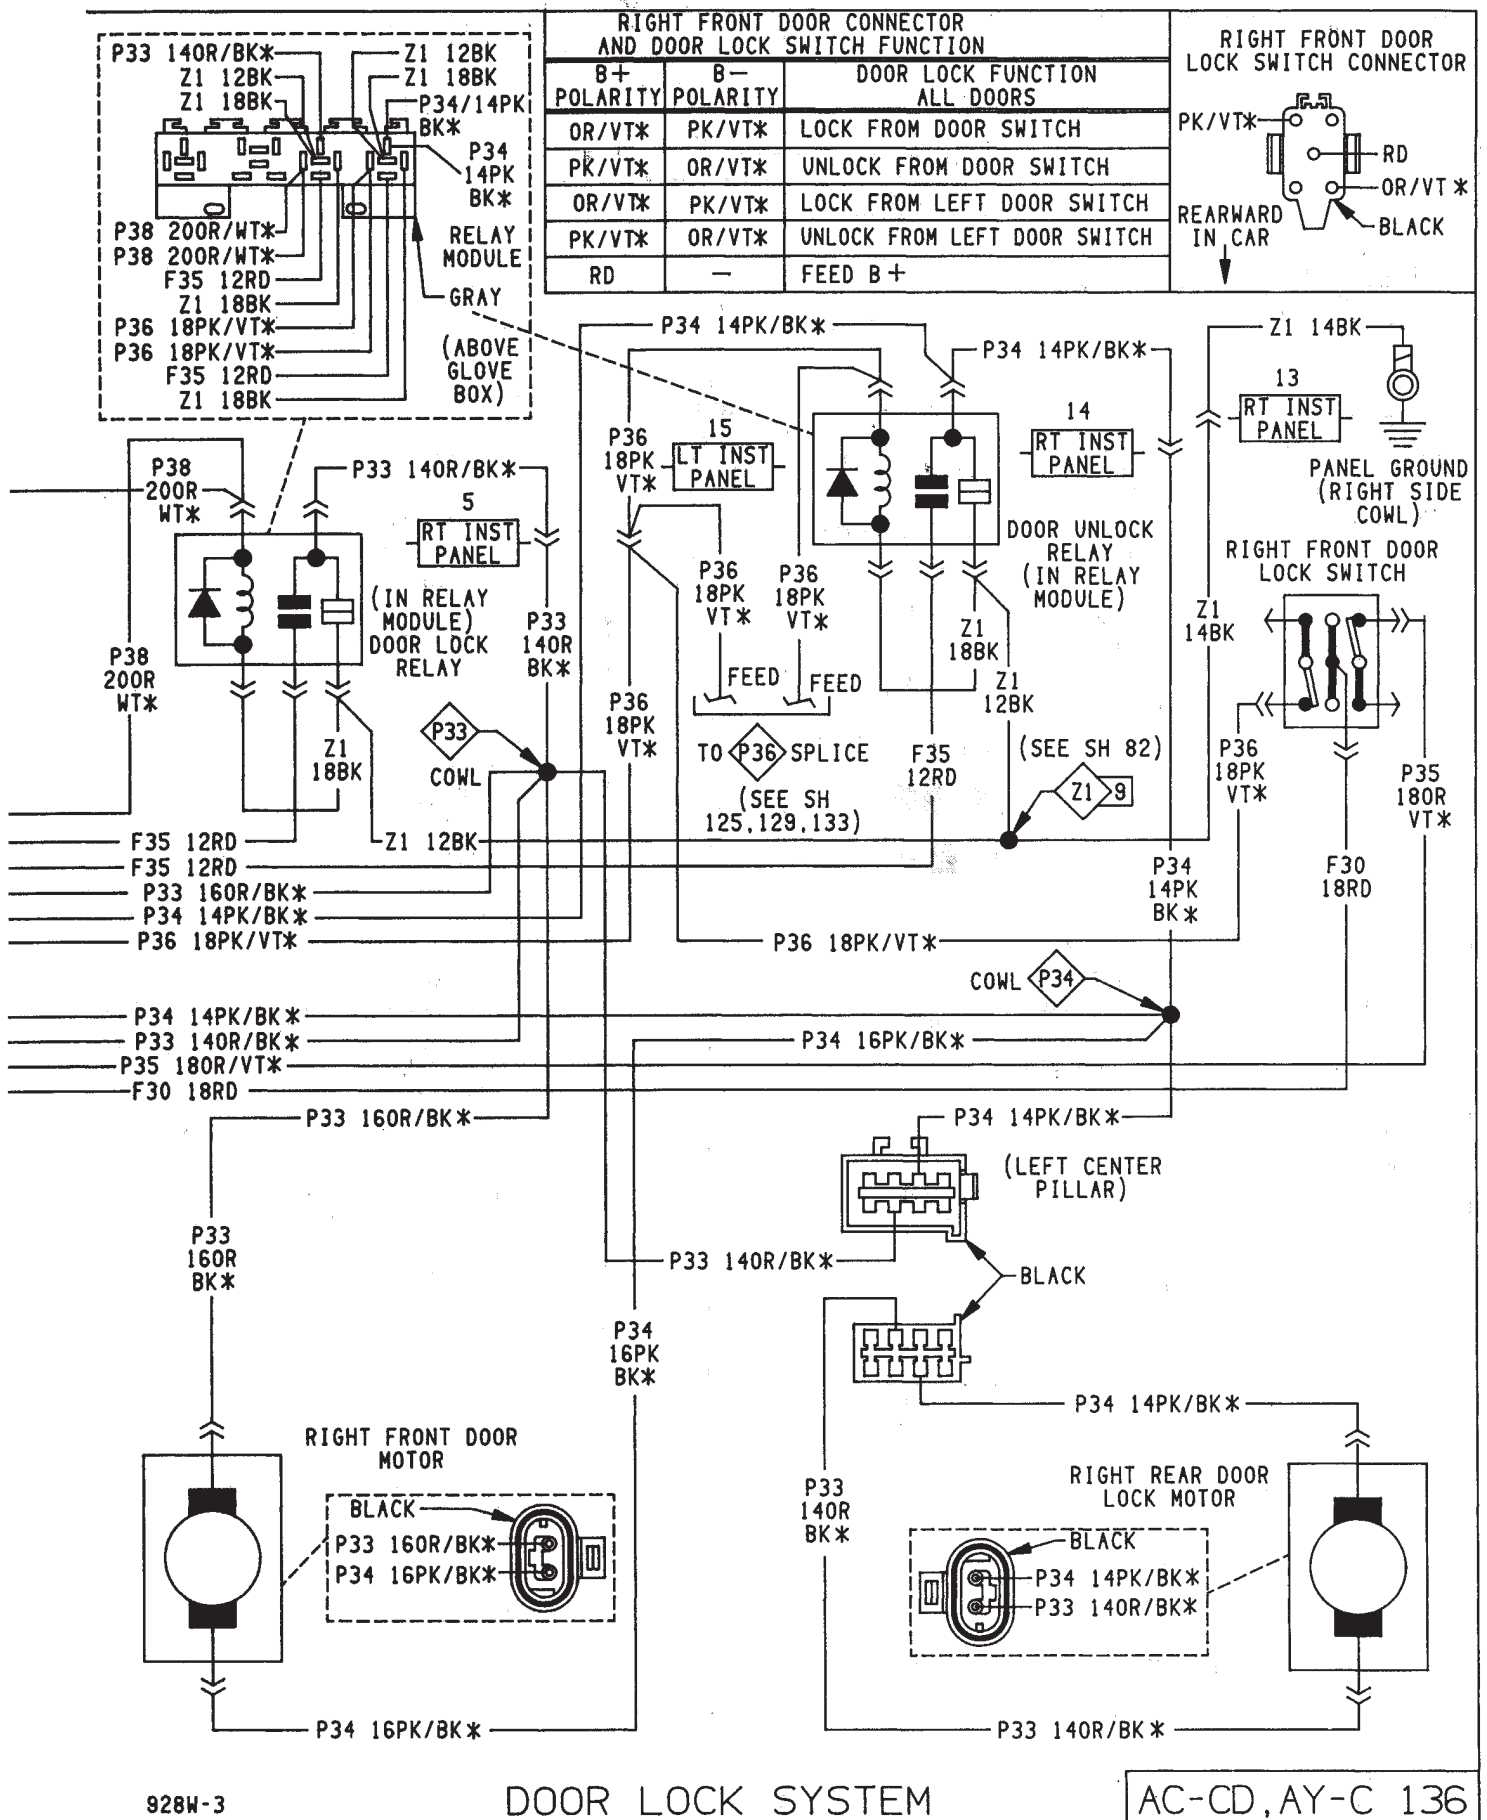 RIGHT FRONT DOOR CONNECTOR
AND DOOR LOCK SWITCH FUNCTION
B+
POLARITY
B-
POLARITY
DOOR LOCK FUNCTION
ALL DOORS
OR/VT* PK/VT* LOCK FROM DOOR SWITCH
PK/VT* OR/VT* UNLOCK FROM DOOR SWITCH
OR/VT* PK/VT* LOCK FROM LEFT DOOR SWITCH
PK/VT* OR/VT* UNLOCK FROM LEFT DOOR SWITCH
RD - FEED B+
RIGHT FRONT DOOR
LOCK SWITCH CONNECTOR
PK/VT*
RD
OR/VT*
BLACK
REARWARD
IN CAR
P33 14OR/BK*
Z1 12BK
Z1 18BK
Z1 12BK
Z1 18BK
P34/14PK
BK*
P34
14PK
BK*
P38 20OR/WT*
P38 20OR/WT*
F35 12RD
Z1 18BK
P36 18PK/VT*
P36 18PK/VT*
F35 12RD
Z1 18BK
RELAY
MODULE
GRAY
(ABOVE
GLOVE
BOX)
P34 14PK/BK*
P34 14PK/BK*
Z1 14BK
13
RT INST
PANEL
14
RT INST
PANEL
15
LT INST
PANEL
5
RT INST
PANEL
PANEL GROUND
(RIGHT SIDE
COWL)
P38
20OR
WT*
P33 14OR/BK*
P36
18PK
VT*
DOOR UNLOCK
RELAY
(IN RELAY
MODULE)
RIGHT FRONT DOOR
LOCK SWITCH
(IN RELAY
MODULE)
DOOR LOCK
RELAY
P33
14OR
BK*
P36
18PK
VT*
P36
18PK
VT*
Z1
18BK
Z1
14BK
P38
20OR
WT*
FEED
FEED
Z1
12BK
P33
COWL
P36
18PK
VT*
Z1
18BK
TO P36 SPLICE
(SEE SH
125,129,133)
F35
12RD
(SEE SH 82)
Z1 9
P36
18PK
VT*
P35
18OR
VT*
F35 12RD
Z1 12BK
F35 12RD
P33 16OR/BK*
P34 14PK/BK*
P36 18PK/VT*
P36 18PK/VT*
P34
14PK
BK*
F30
18RD
COWL P34
P34 14PK/BK*
P33 14OR/BK*
P35 18OR/VT*
F30 18RD
P34 16PK/BK*
P33 16OR/BK*
P34 14PK/BK*
(LEFT CENTER
PILLAR)
P33
16OR
BK*
P33 14OR/BK*
BLACK
P34
16PK
BK*
P34 14PK/BK*
RIGHT FRONT DOOR
MOTOR
BLACK
P33 16OR/BK*
P34 16PK/BK*
P33
14OR
BK*
RIGHT REAR DOOR
LOCK MOTOR
BLACK
P34 14PK/BK*
P33 14OR/BK*
P34 16PK/BK*
P33 14OR/BK*
928W-3
DOOR LOCK SYSTEM
AC-CD, AY-C 136